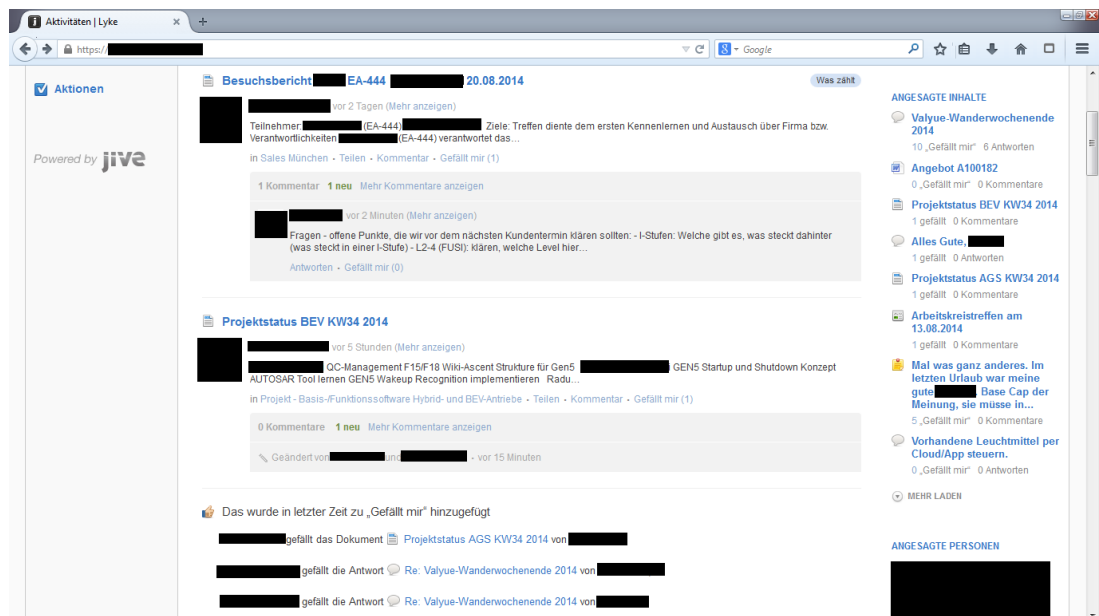 Aktivitäten | Lyke
https://
Google
Aktionen
Powered by jive
Besuchsbericht EA-444 20.08.2014
Was zählt
vor 2 Tagen (Mehr anzeigen)
Teilnehmer: (EA-444) Ziele: Treffen diente dem ersten Kennenlernen und Austausch über Firma bzw.
Verantwortlichkeiten (EA-444) verantwortet das…
in Sales München • Teilen • Kommentar • Gefällt mir (1)
1 Kommentar 1 neu Mehr Kommentare anzeigen
vor 2 Minuten (Mehr anzeigen)
Fragen - offene Punkte, die wir vor dem nächsten Kundentermin klären sollten: - I-Stufen: Welche gibt es, was steckt dahinter
(was steckt in einer I-Stufe) - L2-4 (FUSI): klären, welche Level hier…
Antworten • Gefällt mir (0)
Projektstatus BEV KW34 2014
vor 5 Stunden (Mehr anzeigen)
QC-Management F15/F18 Wiki-Ascent Strukture für Gen5 ) GEN5 Startup und Shutdown Konzept
AUTOSAR Tool lernen GEN5 Wakeup Recognition implementieren Radu…
in Projekt - Basis-/Funktionssoftware Hybrid- und BEV-Antriebe • Teilen • Kommentar • Gefällt mir (1)
0 Kommentare 1 neu Mehr Kommentare anzeigen
Geändert von und • vor 15 Minuten
Das wurde in letzter Zeit zu „Gefällt mir“ hinzugefügt
gefällt das Dokument Projektstatus AGS KW34 2014 von
gefällt die Antwort Re: Valyue-Wanderwochenende 2014 von
gefällt die Antwort Re: Valyue-Wanderwochenende 2014 von
ANGESAGTE INHALTE
Valyue-Wanderwochenende
2014
10 „Gefällt mir“ 6 Antworten
Angebot A100182
0 „Gefällt mir“ 0 Kommentare
Projektstatus BEV KW34 2014
1 gefällt 0 Kommentare
Alles Gute,
1 gefällt 0 Antworten
Projektstatus AGS KW34 2014
1 gefällt 0 Kommentare
Arbeitskreistreffen am
13.08.2014
1 gefällt 0 Kommentare
Mal was ganz anderes. Im
letzten Urlaub war meine
gute . Base Cap der
Meinung, sie müsse in…
5 „Gefällt mir“ 0 Kommentare
Vorhandene Leuchtmittel per
Cloud/App steuern.
0 „Gefällt mir“ 0 Antworten
MEHR LADEN
ANGESAGTE PERSONEN